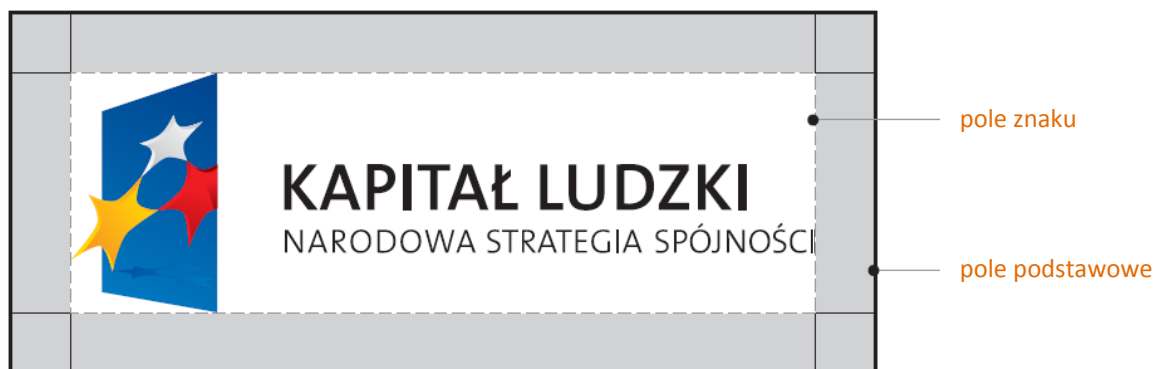 pole znaku
KAPITAŁ LUDZKI
NARODOWA STRATEGIA SPÓJNOŚCI
pole podstawowe